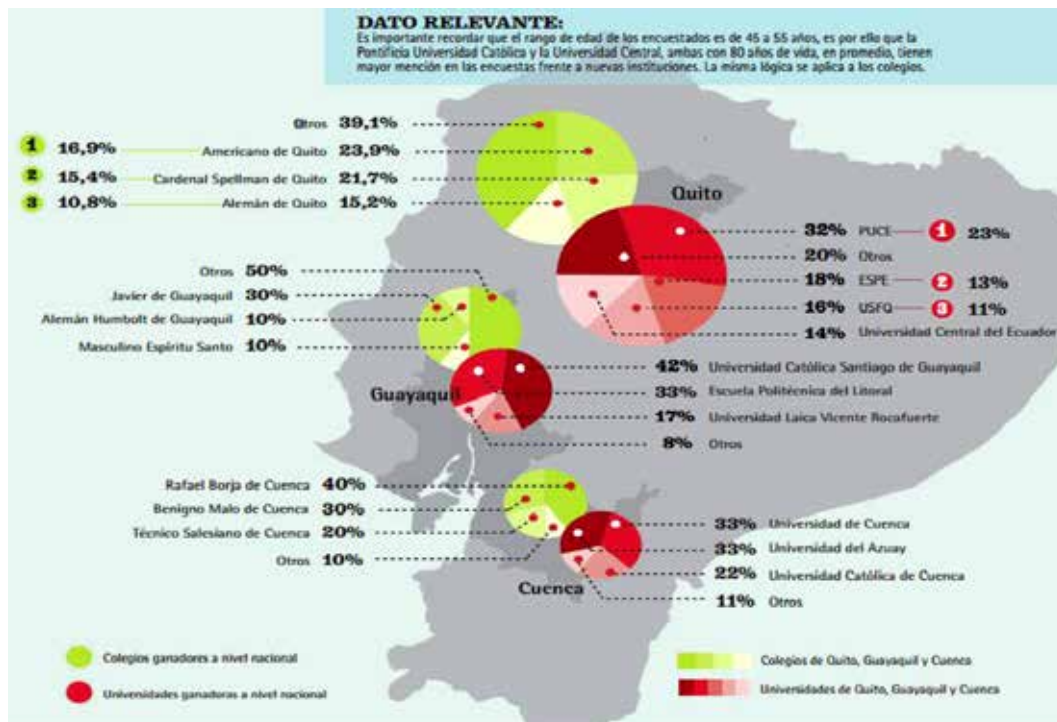 DATO RELEVANTE:
Es importante recordar que el rango de edad de los encuestados es de 45 a 55 años, es por ello que la
Pontificia Universidad Católica y la Universidad Central, ambas con 80 años de vida, en promedio, tienen
mayor mención en las encuestas frente a nuevas instituciones. La misma lógica se aplica a los colegios.
Otros 39,1%
1 16,9% Americano de Quito 23,9%
2 15,4% Cardenal Spellman de Quito 21,7%
3 10,8% Alemán de Quito 15,2%
Quito
32% PUCE 1 23%
20% Otros
18% ESPE 2 13%
16% USFQ 3 11%
14% Universidad Central del Ecuador
Otros 50%
Javier de Guayaquil 30%
Alemán Humbolt de Guayaquil 10%
Masculino Espíritu Santo 10%
Guayaquil
42% Universidad Católica Santiago de Guayaquil
33% Escuela Politécnica del Litoral
17% Universidad Laica Vicente Rocafuerte
8% Otros
Rafael Borja de Cuenca 40%
Benigno Malo de Cuenca 30%
Técnico Salesiano de Cuenca 20%
Otros 10%
Cuenca
33% Universidad de Cuenca
33% Universidad del Azuay
22% Universidad Católica de Cuenca
11% Otros
Colegios ganadores a nivel nacional
Universidades ganadoras a nivel nacional
Colegios de Quito, Guayaquil y Cuenca
Universidades de Quito, Guayaquil y Cuenca